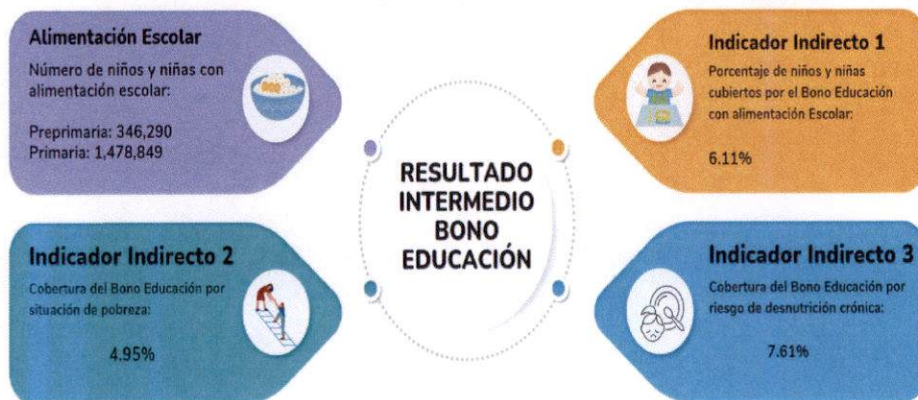 Alimentación Escolar
Número de niños y niñas con
alimentación escolar:
Preprimaria: 346,290
Primaria: 1,478,849
Indicador Indirecto 1
Porcentaje de niños y niñas
cubiertos por el Bono Educación
con alimentación Escolar:
6.11%
RESULTADO
INTERMEDIO
BONO
EDUCACIÓN
Indicador Indirecto 2
Cobertura del Bono Educación por
situación de pobreza:
4.95%
Indicador Indirecto 3
Cobertura del Bono Educación por
riesgo de desnutrición crónica:
7.61%